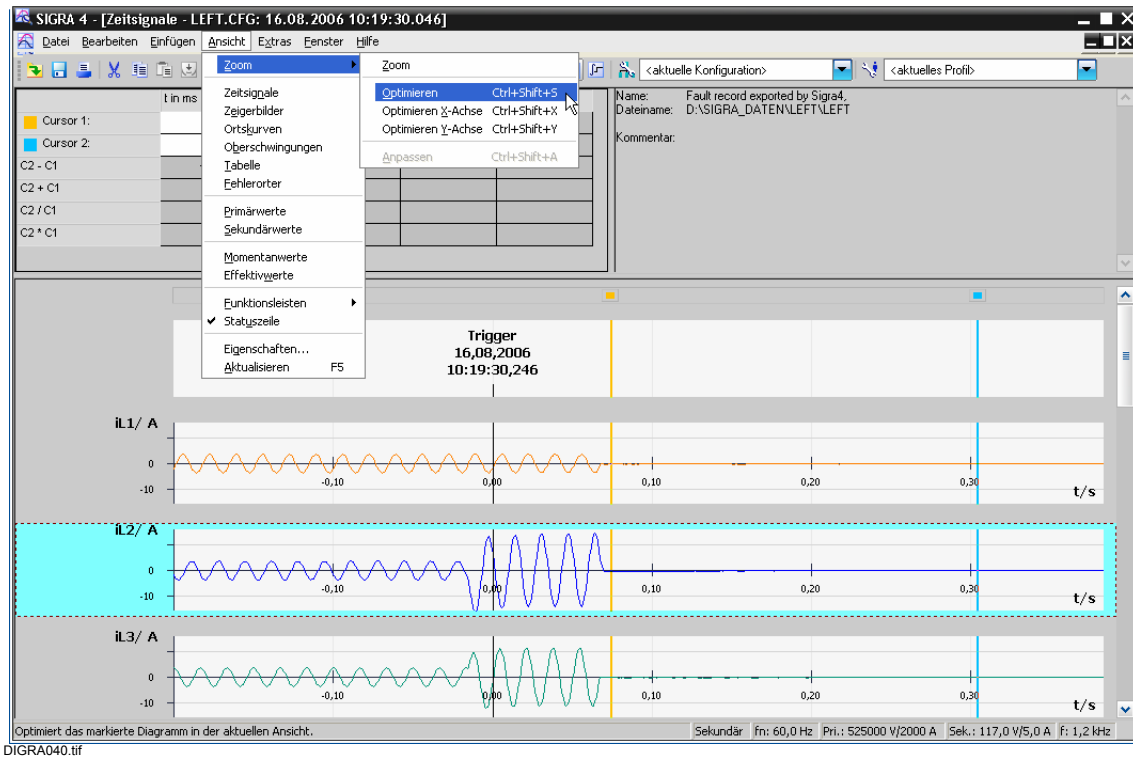 SIGRA 4 - [Zeitsignale - LEFT.CFG: 16.08.2006 10:19:30.046]
Datei Bearbeiten Einfügen Ansicht Extras Fenster Hilfe
<aktuelle Konfiguration> <aktuelles Profil>
t in ms
Cursor 1:
Cursor 2:
C2 - C1
C2 + C1
C2 / C1
C2 * C1
Zoom
Zeitsignale
Zeigerbilder
Ortskurven
Oberschwingungen
Tabelle
Fehlerorter
Primärwerte
Sekundärwerte
Momentanwerte
Effektivwerte
Funktionsleisten
Statuszeile
Eigenschaften...
Aktualisieren F5
Zoom
Optimieren Ctrl+Shift+S
Optimieren X-Achse Ctrl+Shift+X
Optimieren Y-Achse Ctrl+Shift+Y
Anpassen Ctrl+Shift+A
Name: Fault record exported by Sigra4,
Dateiname: D:\SIGRA_DATEN\LEFT\LEFT
Kommentar:
Trigger
16,08,2006
10:19:30,246
iL1/ A
0
-10
-0,10 0,00 0,10 0,20 0,30
t/s
iL2/ A
0
-10
-0,10 0,00 0,10 0,20 0,30
t/s
iL3/ A
0
-10
-0,10 0,00 0,10 0,20 0,30
t/s
Optimiert das markierte Diagramm in der aktuellen Ansicht. Sekundär fn: 60,0 Hz Pri.: 525000 V/2000 A Sek.: 117,0 V/5,0 A f: 1,2 kHz
DIGRA040.tif